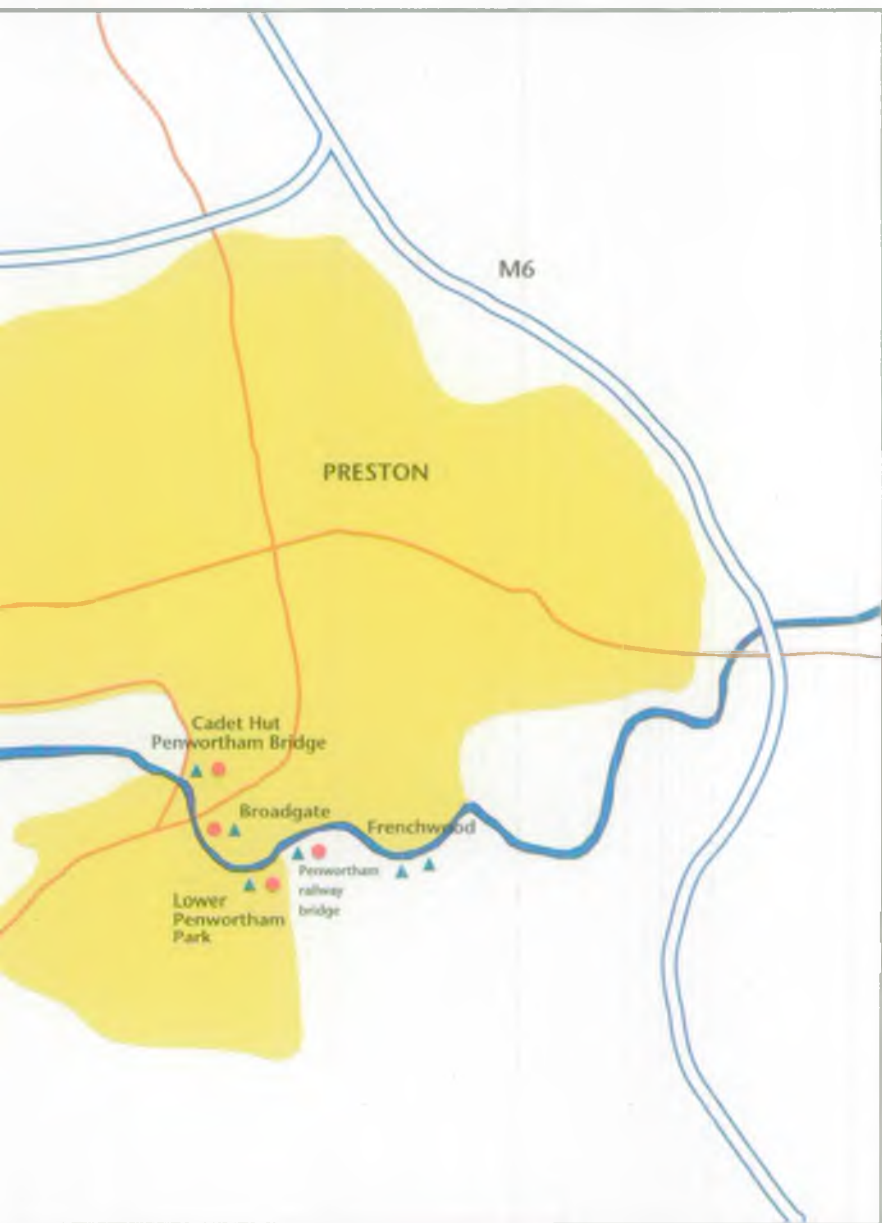 M6
PRESTON
Cadet Hut
Penwortham Bridge
Broadgate
Frenchwood
Penwortham
railway
bridge
Lower
Penwortham
Park